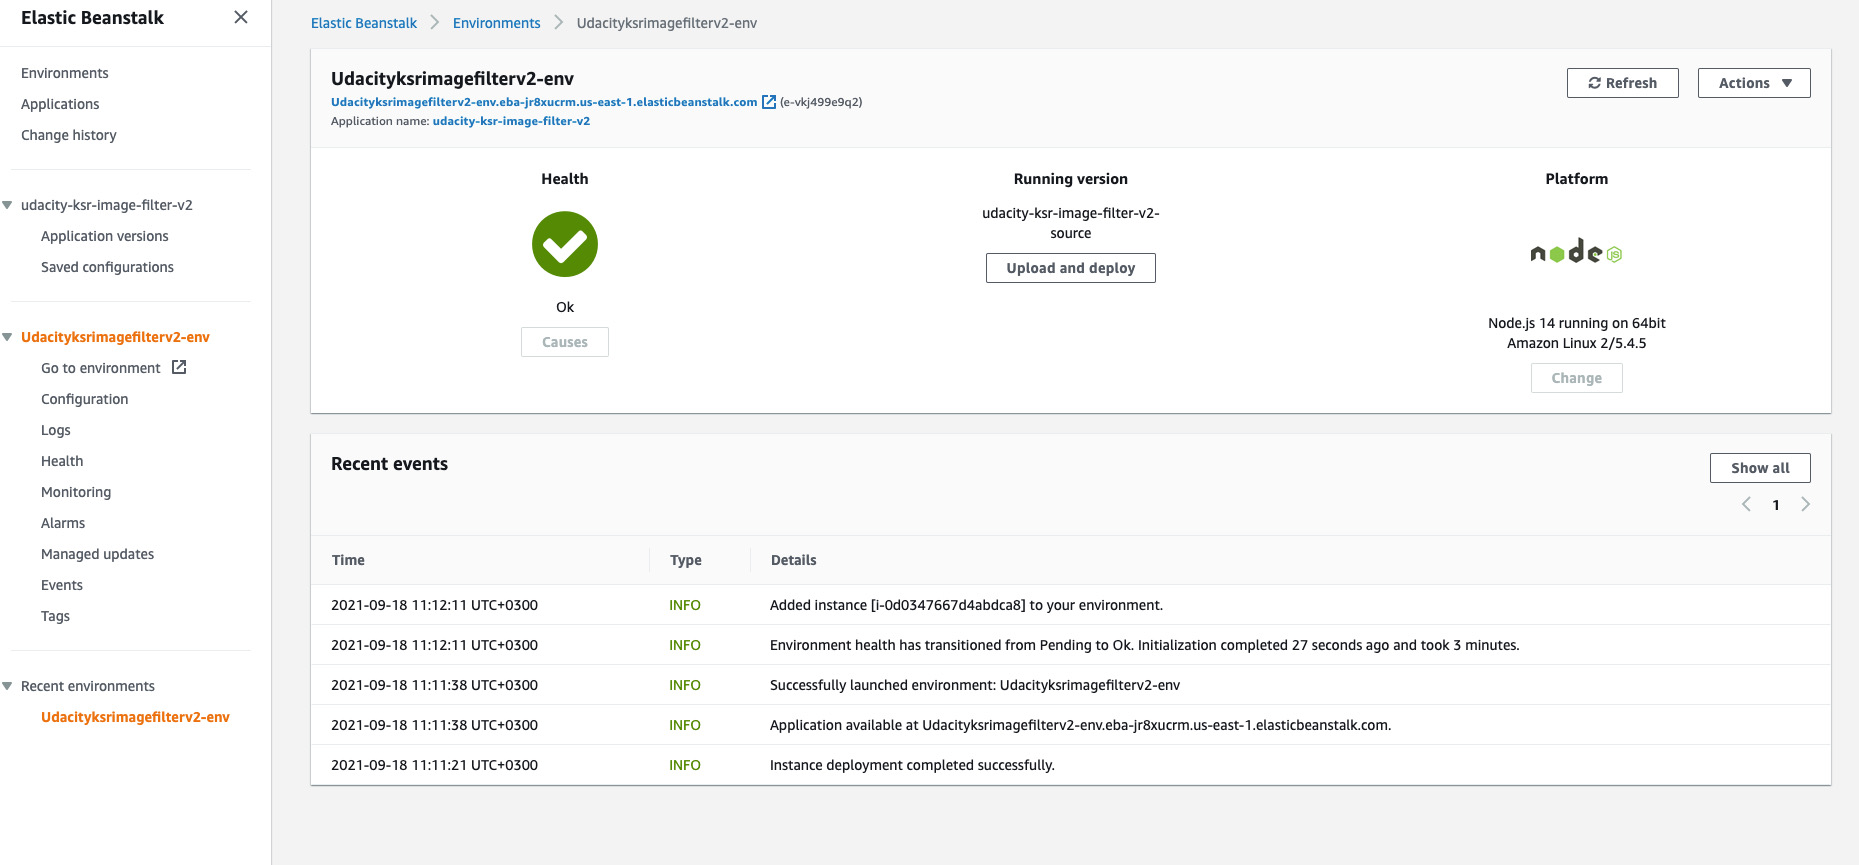 Elastic Beanstalk
Environments
Applications
Change history
udacity-ksr-image-filter-v2
Application versions
Saved configurations
Udacityksrimagefilterv2-env
Go to environment
Configuration
Logs
Health
Monitoring
Alarms
Managed updates
Events
Tags
Recent environments
Udacityksrimagefilterv2-env
Elastic Beanstalk > Environments > Udacityksrimagefilterv2-env
Udacityksrimagefilterv2-env
Udacityksrimagefilterv2-env.eba-jr8xucrm.us-east-1.elasticbeanstalk.com (e-vkj499e9q2)
Application name: udacity-ksr-image-filter-v2
Refresh
Actions
Health
Ok
Causes
Running version
udacity-ksr-image-filter-v2-
source
Upload and deploy
Platform
node JS
Node.js 14 running on 64bit
Amazon Linux 2/5.4.5
Change
Recent events
Show all
1
Time Type Details
2021-09-18 11:12:11 UTC+0300 INFO Added instance [i-0d0347667d4abdca8] to your environment.
2021-09-18 11:12:11 UTC+0300 INFO Environment health has transitioned from Pending to Ok. Initialization completed 27 seconds ago and took 3 minutes.
2021-09-18 11:11:38 UTC+0300 INFO Successfully launched environment: Udacityksrimagefilterv2-env
2021-09-18 11:11:38 UTC+0300 INFO Application available at Udacityksrimagefilterv2-env.eba-jr8xucrm.us-east-1.elasticbeanstalk.com.
2021-09-18 11:11:21 UTC+0300 INFO Instance deployment completed successfully.